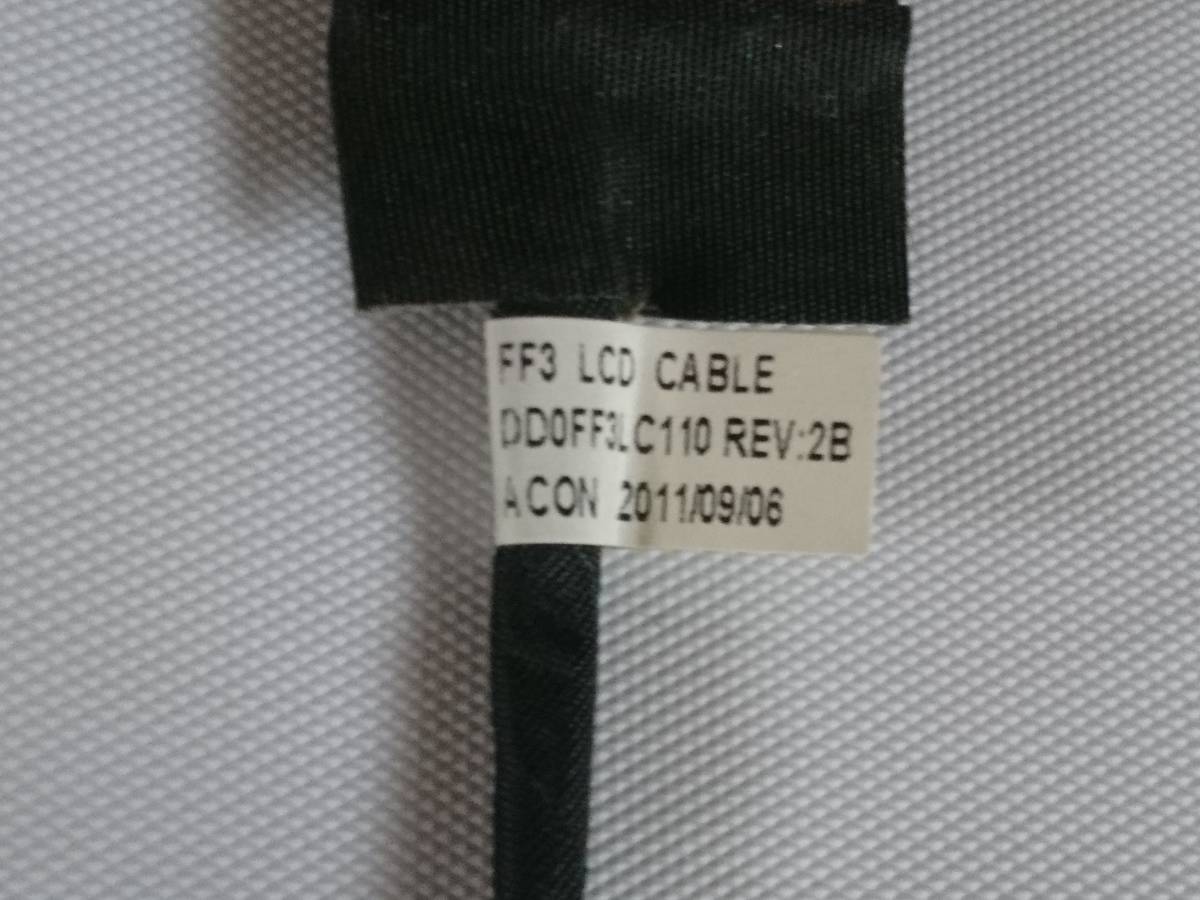 FF3 LCD CABLE
DD0FF3LC110 REV:2B
ACON 2011/09/06